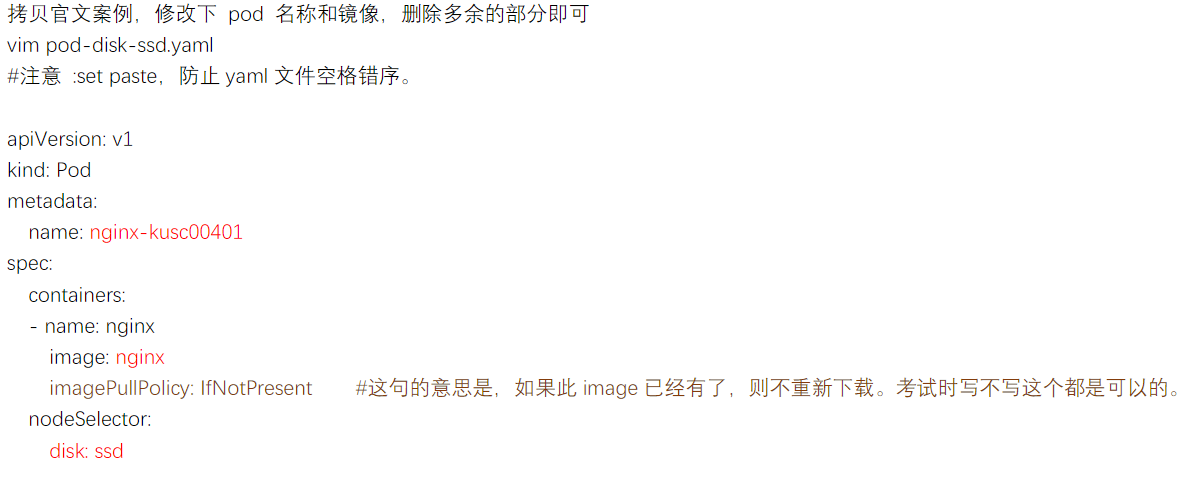 拷贝官文案例，修改下 pod 名称和镜像，删除多余的部分即可
vim pod-disk-ssd.yaml
#注意 :set paste，防止 yaml 文件空格错序。
apiVersion: v1
kind: Pod
metadata:
  name: nginx-kusc00401
spec:
  containers:
  - name: nginx
    image: nginx
    imagePullPolicy: IfNotPresent    #这句的意思是，如果此 image 已经有了，则不重新下载。考试时写不写这个都是可以的。
  nodeSelector:
    disk: ssd